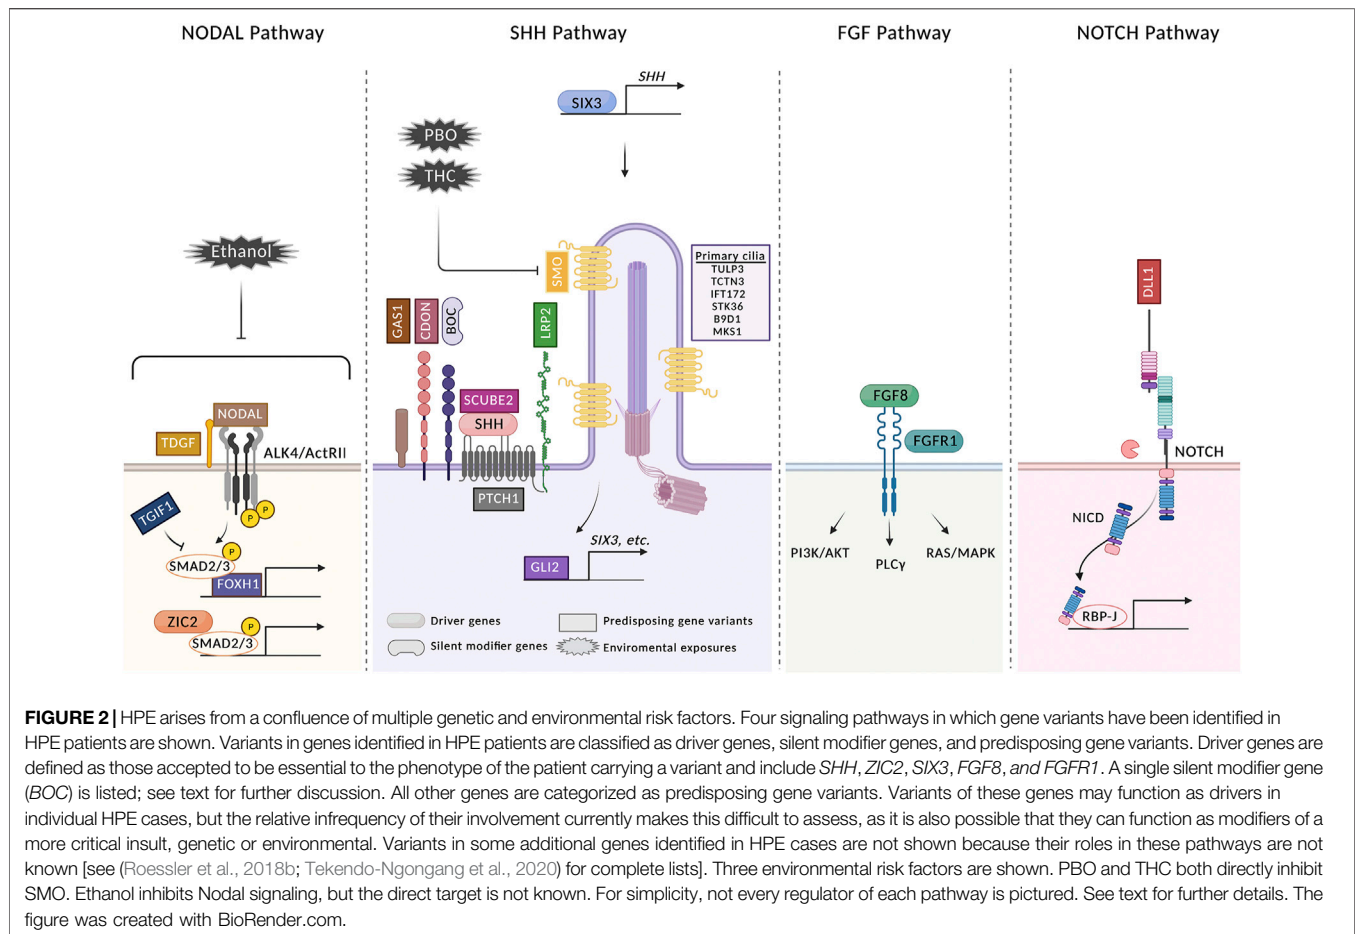 NODAL Pathway
SHH Pathway
FGF Pathway
NOTCH Pathway
SHH
SIX3
PBO
THC
Ethanol
SMO
Primary cilia
TULP3
TCTN3
IFT172
STK36
B9D1
MKS1
DLL1
GAS1
CDON
BOC
LRP2
FGF8
SCUBE2
NODAL
SHH
TDGF
FGFR1
ALK4/ActRII
NOTCH
PTCH1
TGIF1
P
P
NICD
P
SIX3, etc.
PI3K/AKT
RAS/MAPK
PLCγ
SMAD2/3
GLI2
FOXH1
ZIC2
P
SMAD2/3
RBP-J
Driver genes
Predisposing gene variants
Silent modifier genes
Enviromental exposures
FIGURE 2 | HPE arises from a confluence of multiple genetic and environmental risk factors. Four signaling pathways in which gene variants have been identified in
HPE patients are shown. Variants in genes identified in HPE patients are classified as driver genes, silent modifier genes, and predisposing gene variants. Driver genes are
defined as those accepted to be essential to the phenotype of the patient carrying a variant and include SHH, ZIC2, SIX3, FGF8, and FGFR1. A single silent modifier gene
(BOC) is listed; see text for further discussion. All other genes are categorized as predisposing gene variants. Variants of these genes may function as drivers in
individual HPE cases, but the relative infrequency of their involvement currently makes this difficult to assess, as it is also possible that they can function as modifiers of a
more critical insult, genetic or environmental. Variants in some additional genes identified in HPE cases are not shown because their roles in these pathways are not
known [see (Roessler et al., 2018b; Tekendo-Ngongang et al., 2020) for complete lists]. Three environmental risk factors are shown. PBO and THC both directly inhibit
SMO. Ethanol inhibits Nodal signaling, but the direct target is not known. For simplicity, not every regulator of each pathway is pictured. See text for further details. The
figure was created with BioRender.com.